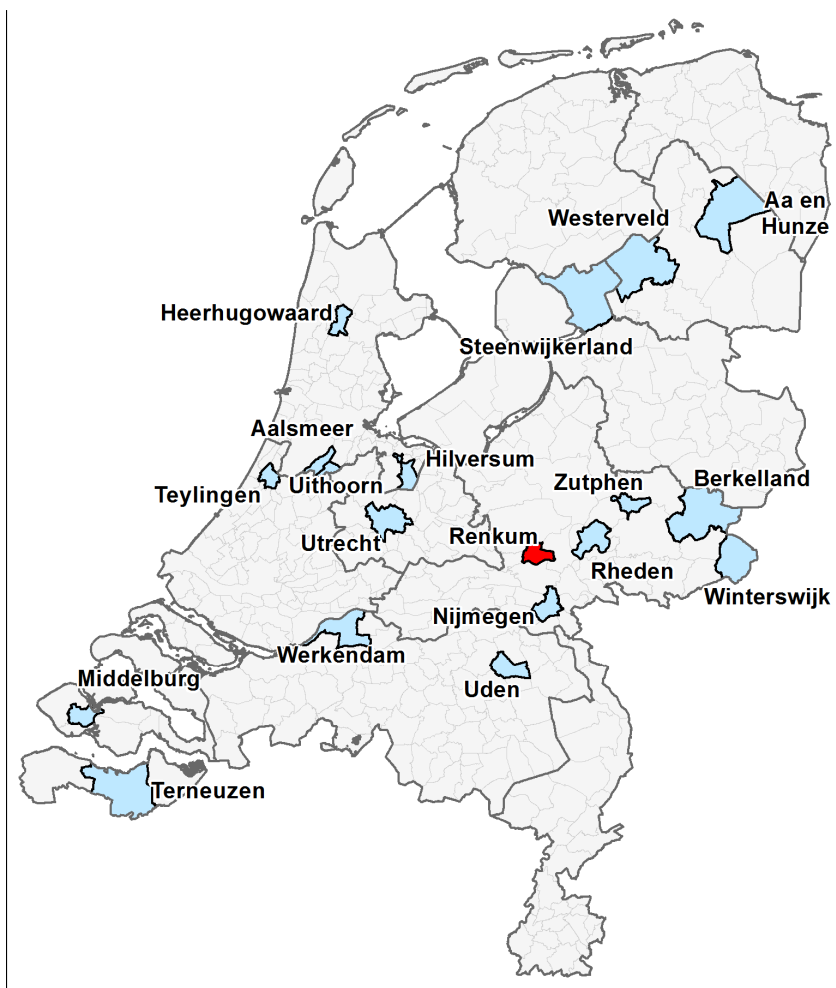 Aa en
Hunze
Westerveld
Heerhugowaard
Steenwijkerland
Aalsmeer
Hilversum
Zutphen
Berkelland
Teylingen
Uithoorn
Utrecht
Renkum
Rheden
Winterswijk
Nijmegen
Werkendam
Middelburg
Uden
Terneuzen